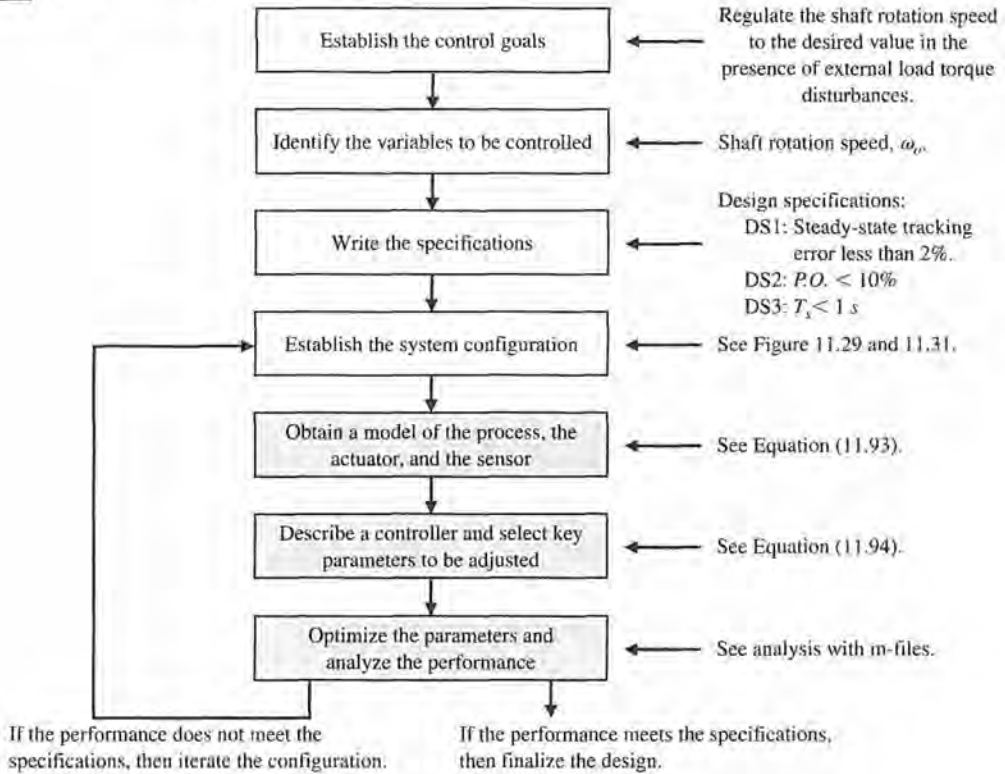 Establish the control goals
Regulate the shaft rotation speed
to the desired value in the
presence of external load torque
disturbances.
Identify the variables to be controlled
Shaft rotation speed, ω
Write the specifications
Design specifications:
DS1: Steady-state tracking
error less than 2%.
DS2: P.O. < 10%
DS3: Tₛ < 1 s
Establish the system configuration
See Figure 11.29 and 11.31.
Obtain a model of the process, the
actuator, and the sensor
See Equation (11.93).
Describe a controller and select key
parameters to be adjusted
See Equation (11.94).
Optimize the parameters and
analyze the performance
See analysis with m-files.
If the performance does not meet the
specifications, then iterate the configuration.
If the performance meets the specifications,
then finalize the design.